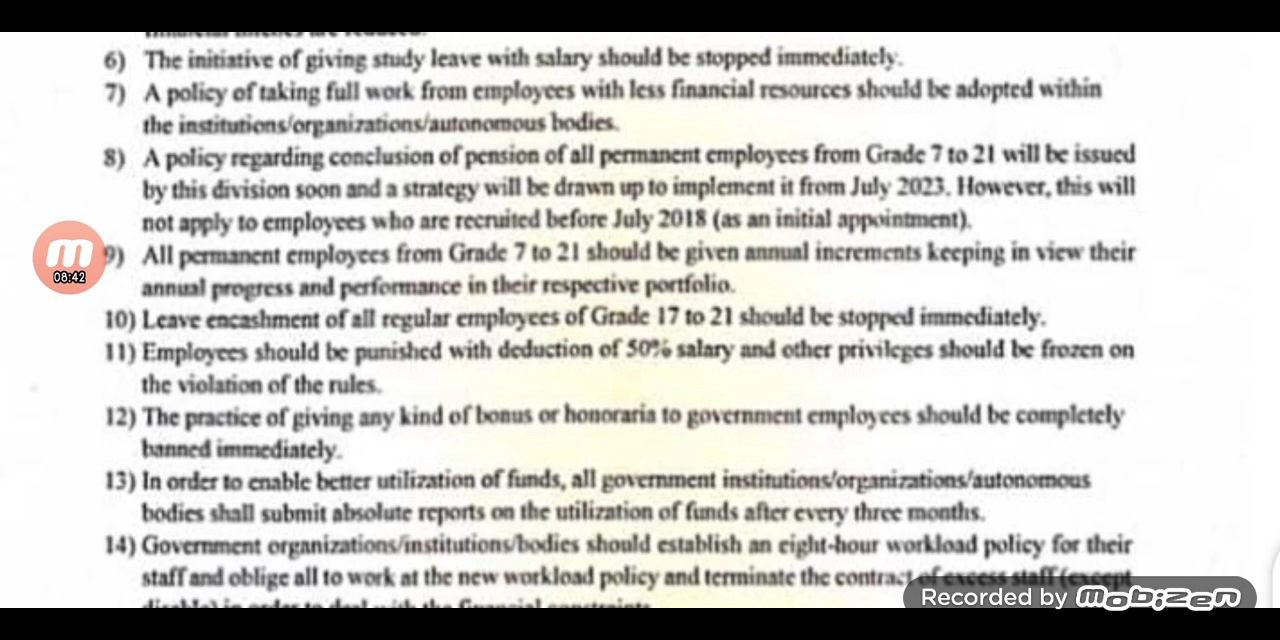 6) The initiative of giving study leave with salary should be stopped immediately.
7) A policy of taking full work from employees with less financial resources should be adopted within
the institutions/organizations/autonomous bodies.
8) A policy regarding conclusion of pension of all permanent employees from Grade 7 to 21 will be issued
by this division soon and a strategy will be drawn up to implement it from July 2023. However, this will
not apply to employees who are recruited before July 2018 (as an initial appointment).
9) All permanent employees from Grade 7 to 21 should be given annual increments keeping in view their
annual progress and performance in their respective portfolio.
10) Leave encashment of all regular employees of Grade 17 to 21 should be stopped immediately.
11) Employees should be punished with deduction of 50% salary and other privileges should be frozen on
the violation of the rules.
12) The practice of giving any kind of bonus or honoraria to government employees should be completely
banned immediately.
13) In order to enable better utilization of funds, all government institutions/organizations/autonomous
bodies shall submit absolute reports on the utilization of funds after every three months.
14) Government organizations/institutions/bodies should establish an eight-hour workload policy for their
staff and oblige all to work at the new workload policy and terminate the contract of excess staff (except
in order to deal with the financial constraints
m
08:42
Recorded by Mobizen